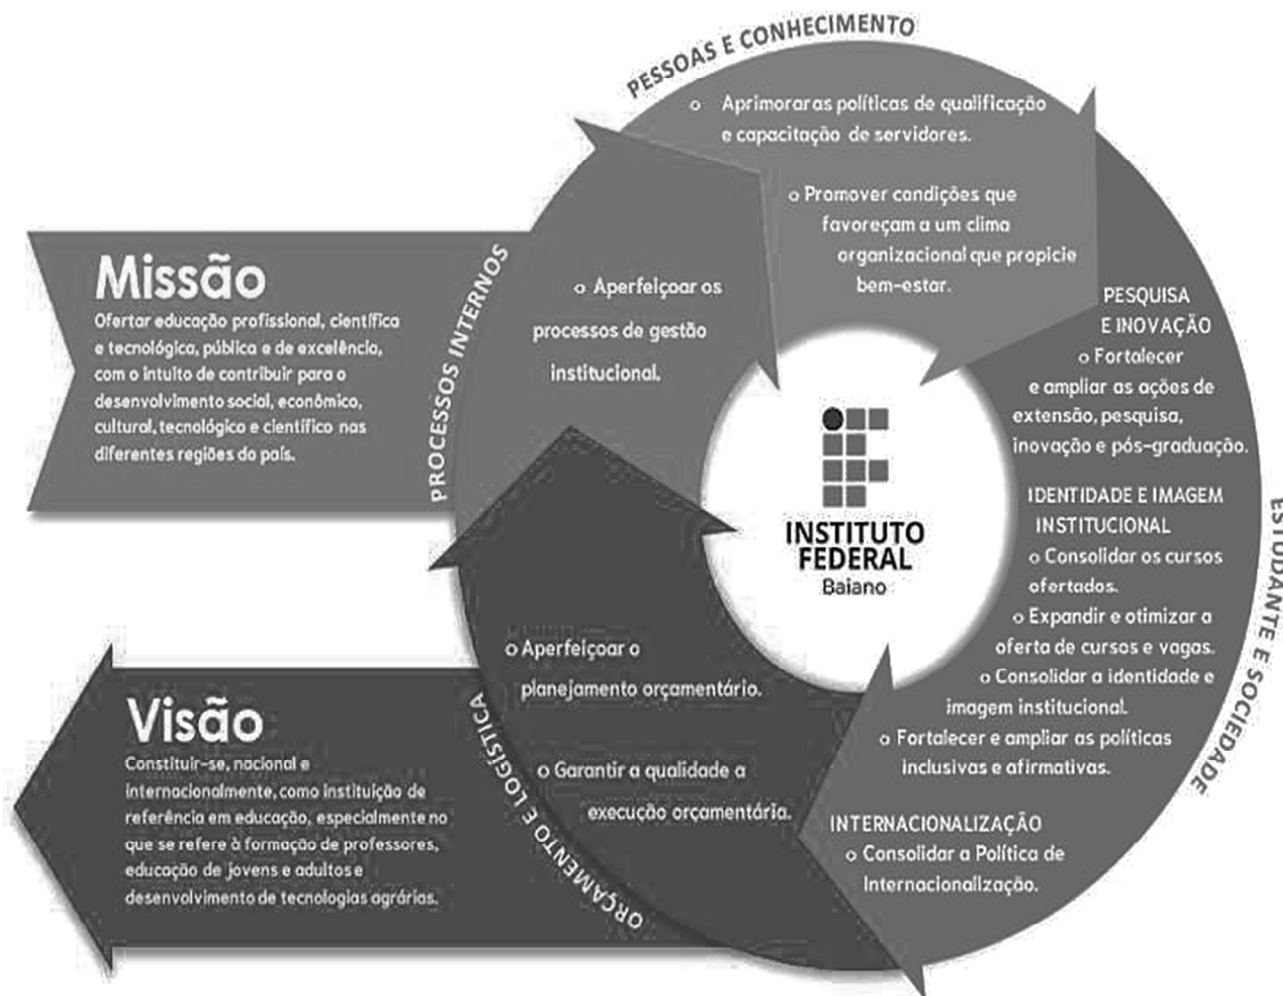 PESSOAS E CONHECIMENTO
o Aprimoraras políticas de qualificação
e capacitação de servidores.
o Promover condições que
favoreçam a um clima
organizacional que propicie
bem-estar.
Missão
Ofertar educação profissional, científica
e tecnológica, pública e de excelência,
com o intuito de contribuir para o
desenvolvimento social, econômico,
cultural, tecnológico e científico nas
diferentes regiões do país.
PROCESSOS INTERNOS
o Aperfeiçoar os
processos de gestão
institucional.
PESQUISA
E INOVAÇÃO
o Fortalecer
e ampliar as ações de
extensão, pesquisa,
inovação e pós-graduação.
IDENTIDADE E IMAGEM
INSTITUCIONAL
o Consolidar os cursos
ofertados.
o Expandir e otimizar a
oferta de cursos e vagas.
o Consolidar a identidade e
imagem institucional.
o Fortalecer e ampliar as políticas
inclusivas e afirmativas.
INTERNACIONALIZAÇÃO
o Consolidar a Política de
Internacionalização.
ESTUDANTE E SOCIEDADE
INSTITUTO
FEDERAL
Baiano
o Aperfeiçoar o
planejamento orçamentário.
o Garantir a qualidade a
execução orçamentária.
ORÇAMENTO E LOGÍSTICA
Visão
Constituir-se, nacional e
internacionalmente, como instituição de
referência em educação, especialmente no
que se refere à formação de professores,
educação de jovens e adultos e
desenvolvimento de tecnologias agrárias.